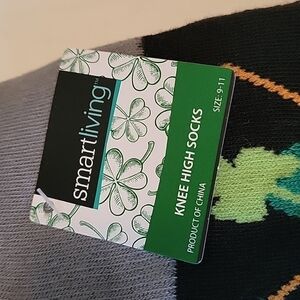 smartliving™
KNEE HIGH SOCKS
SIZE: 9-11
PRODUCT OF CHINA